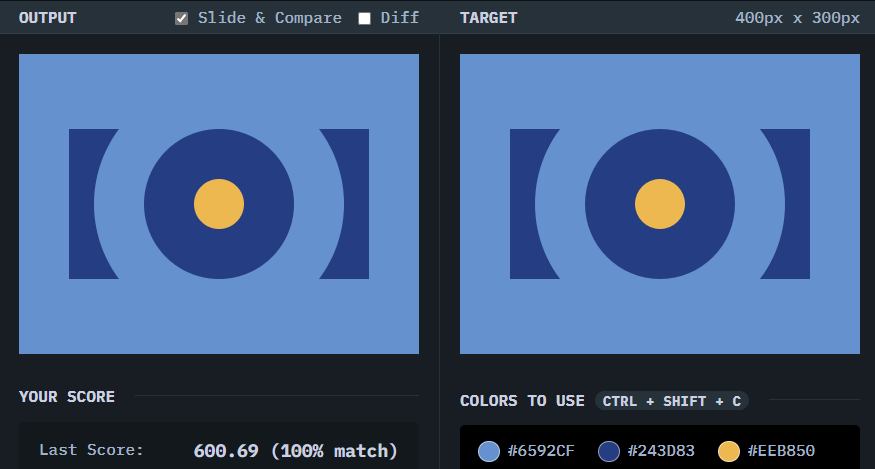 OUTPUT Slide & Compare Diff TARGET 400px x 300px
YOUR SCORE
Last Score: 600.69 (100% match)
COLORS TO USE CTRL + SHIFT + C
#6592CF #243D83 #EEB850